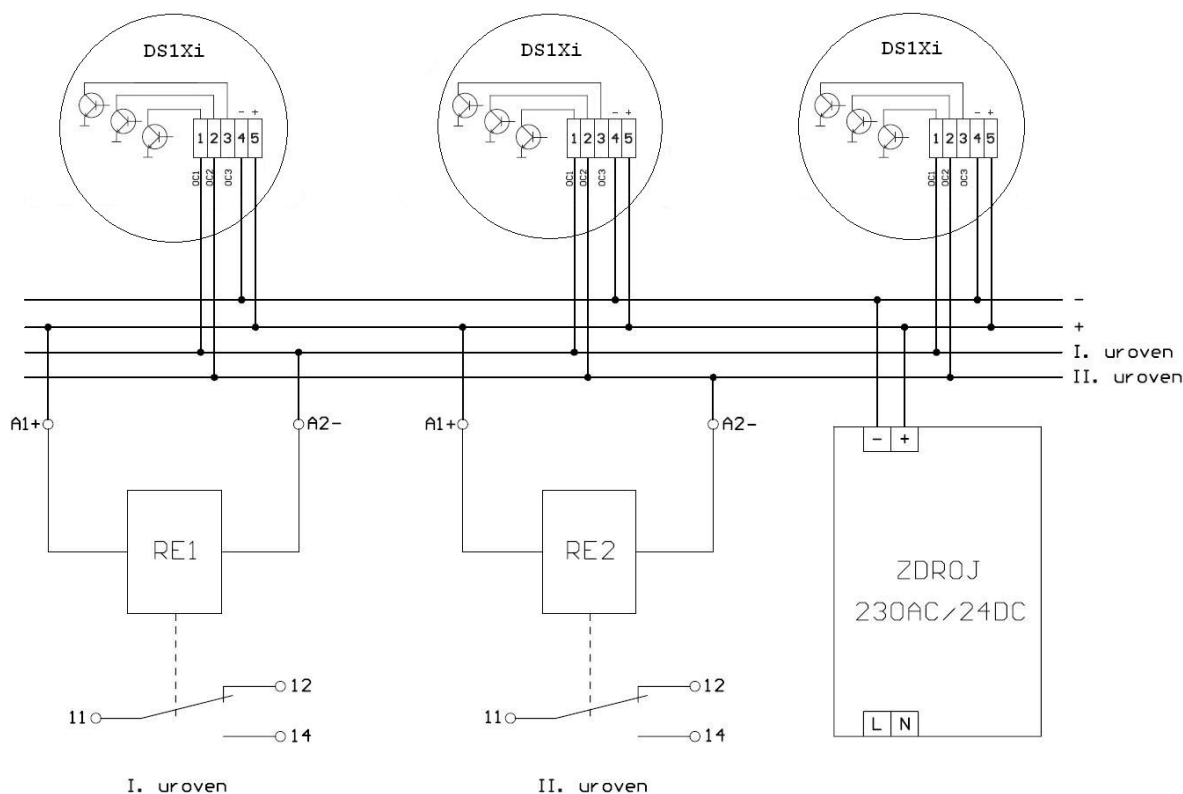 DS1Xi DS1Xi DS1Xi
- + - + - +
1 2 3 4 5 1 2 3 4 5 1 2 3 4 5
OC1 OC2 OC3 OC1 OC2 OC3 OC1 OC2 OC3
-
+
I. uroven
II. uroven
A1+ A2- A1+ A2-
- +
RE1 RE2
ZDROJ
230AC/24DC
12 12
11 11
14 14
L N
I. uroven II. uroven